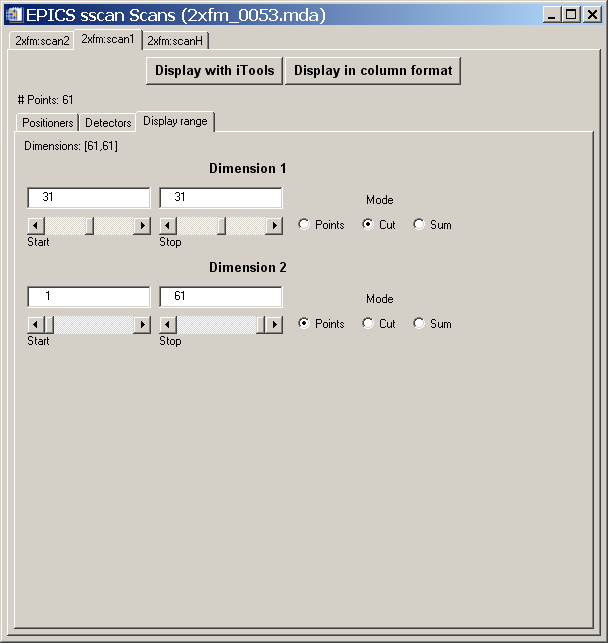 EPICS sscan Scans (2xfm_0053.mda)
2xfm:scan2 2xfm:scan1 2xfm:scanH
Display with iTools Display in column format
# Points: 61
Positioners Detectors Display range
Dimensions: [61,61]
Dimension 1
31 31 Mode
Points Cut Sum
Start Stop
Dimension 2
1 61 Mode
Points Cut Sum
Start Stop